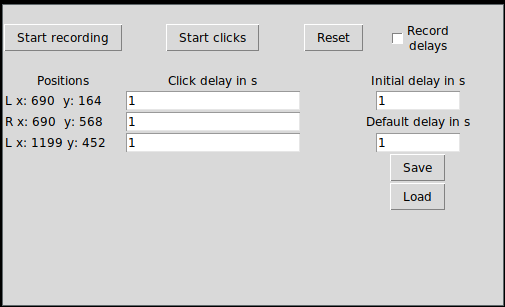 Start recording
Start clicks
Reset
Record
delays
Positions
Click delay in s
Initial delay in s
L x: 690  y: 164
1
1
R x: 690  y: 568
1
Default delay in s
L x: 1199 y: 452
1
1
Save
Load